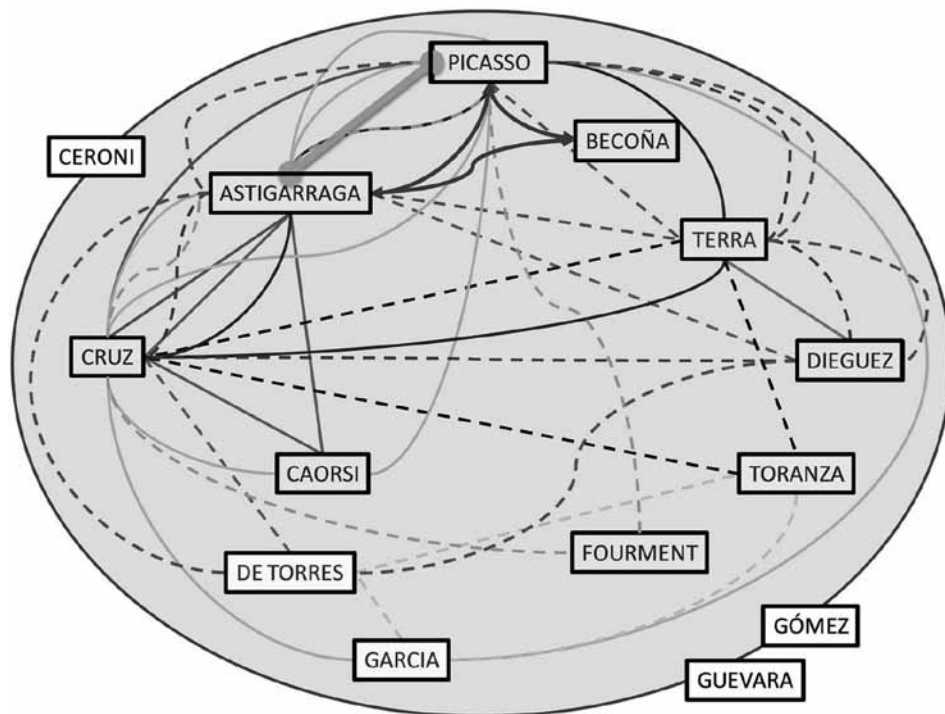 PICASSO
BECOÑA
CERONI
ASTIGARRAGA
TERRA
CRUZ
DIEGUEZ
CAORSI
TORANZA
FOURMENT
DE TORRES
GÓMEZ
GARCIA
GUEVARA